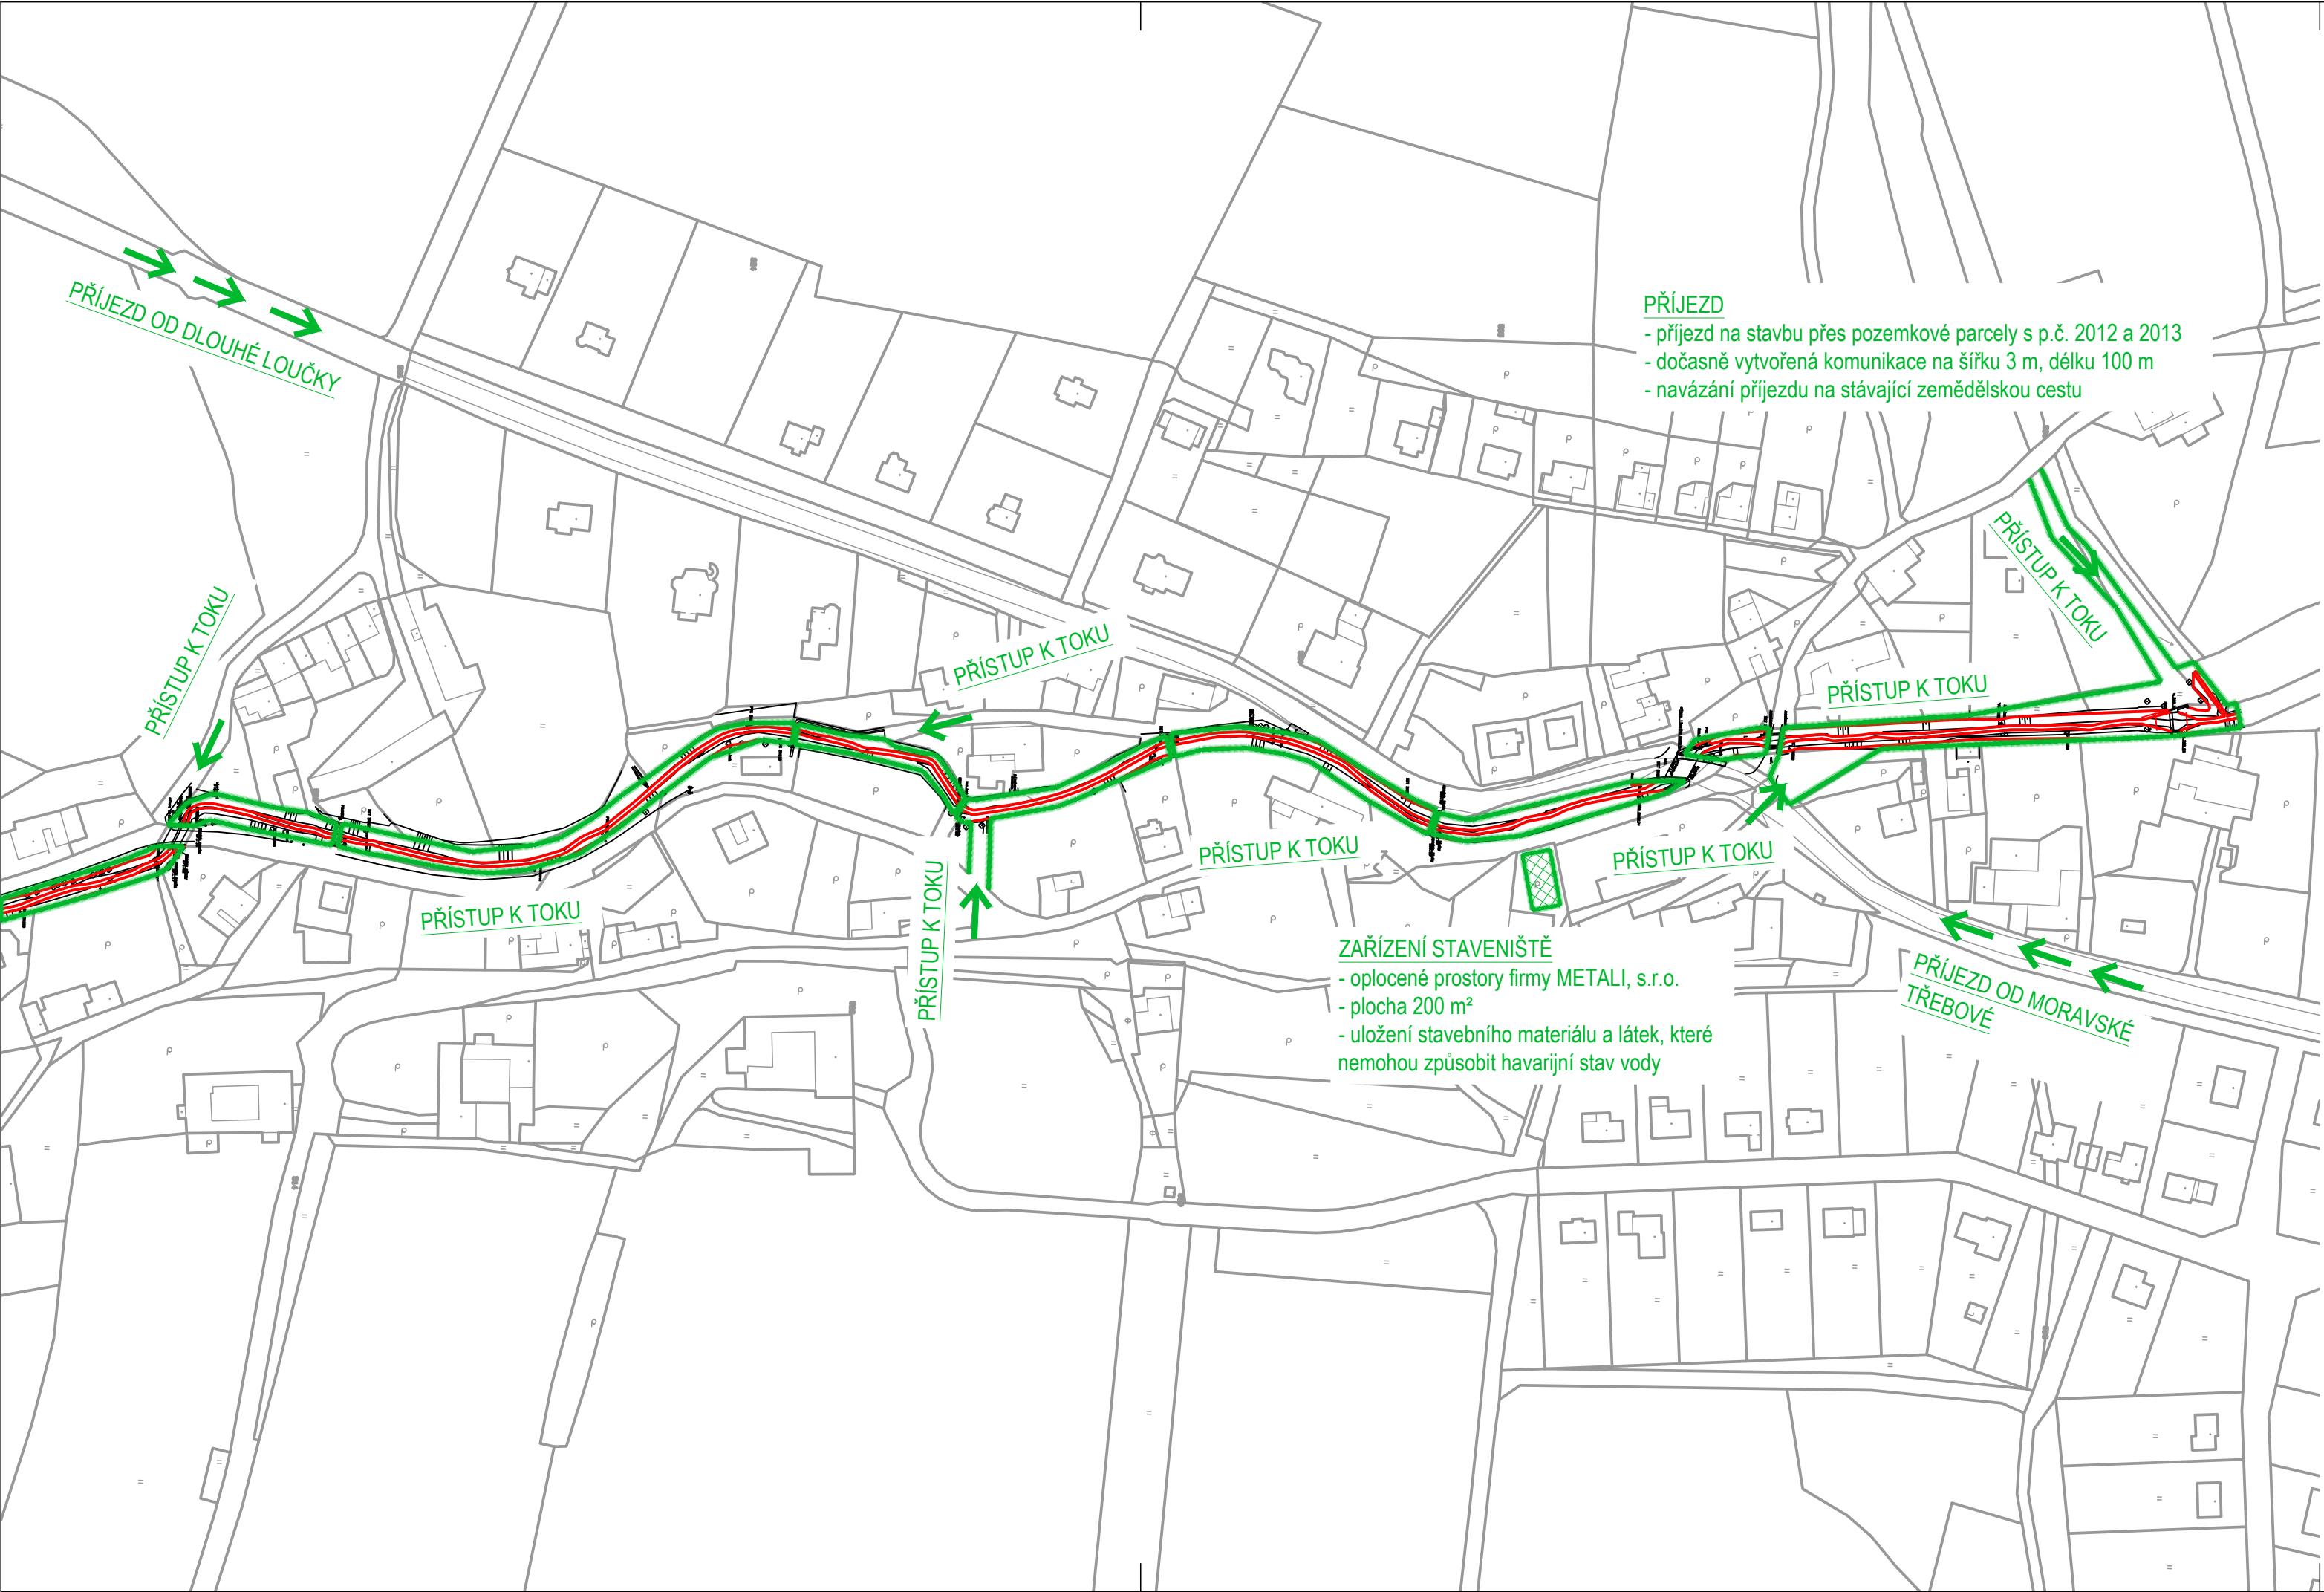 PŘÍJEZD OD DLOUHÉ LOUČKY
PŘÍJEZD
- příjezd na stavbu přes pozemkové parcely s p.č. 2012 a 2013
- dočasně vytvořená komunikace na šířku 3 m, délku 100 m
- navázání příjezdu na stávající zemědělskou cestu
PŘÍSTUP K TOKU
PŘÍSTUP K TOKU
PŘÍSTUP K TOKU
PŘÍSTUP K TOKU
PŘÍSTUP K TOKU
PŘÍSTUP K TOKU
PŘÍSTUP K TOKU
PŘÍSTUP K TOKU
ZAŘÍZENÍ STAVENIŠTĚ
- oplocené prostory firmy METALI, s.r.o.
- plocha 200 m²
- uložení stavebního materiálu a látek, které
nemohou způsobit havarijní stav vody
PŘÍJEZD OD MORAVSKÉ
TŘEBOVÉ